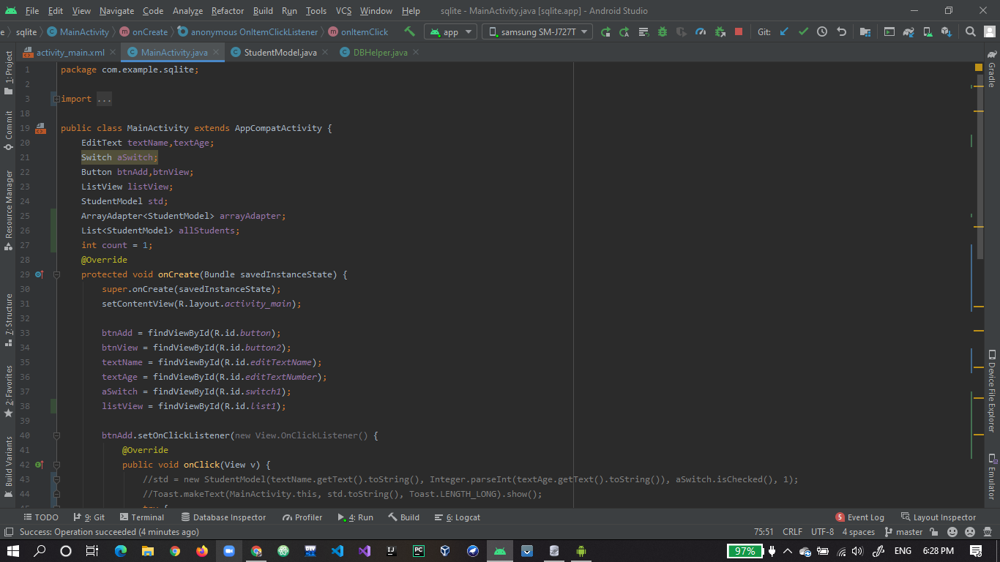 File Edit View Navigate Code Analyze Refactor Build Run Tools VCS Window Help sqlite - MainActivity.java [sqlite.app] - Android Studio
e sqlite MainActivity onCreate anonymous OnItemClickListener onItemClick app samsung SM-J727T Git:
activity_main.xml MainActivity.java StudentModel.java DBHelper.java
1 package com.example.sqlite;
2
3 import ...
18
19 public class MainActivity extends AppCompatActivity {
20 EditText textName,textAge;
21 Switch aSwitch;
22 Button btnAdd,btnView;
23 ListView listView;
24 StudentModel std;
25 ArrayAdapter<StudentModel> arrayAdapter;
26 List<StudentModel> allStudents;
27 int count = 1;
28 @Override
29 protected void onCreate(Bundle savedInstanceState) {
30 super.onCreate(savedInstanceState);
31 setContentView(R.layout.activity_main);
32
33 btnAdd = findViewById(R.id.button);
34 btnView = findViewById(R.id.button2);
35 textName = findViewById(R.id.editTextName);
36 textAge = findViewById(R.id.editTextNumber);
37 aSwitch = findViewById(R.id.switch1);
38 listView = findViewById(R.id.list1);
39
40 btnAdd.setOnClickListener(new View.OnClickListener() {
41 @Override
42 public void onClick(View v) {
43 //std = new StudentModel(textName.getText().toString(), Integer.parseInt(textAge.getText().toString()), aSwitch.isChecked(), 1);
44 //Toast.makeText(MainActivity.this, std.toString(), Toast.LENGTH_LONG).show();
45 try {
1: Project
Commit
Resource Manager
7: Structure
2: Favorites
Build Variants
Gradle
Device File Explorer
Emulator
TODO 9: Git Terminal Database Inspector Profiler 4: Run Build 6: Logcat 5 Event Log Layout Inspector
Success: Operation succeeded (4 minutes ago) 75:51 CRLF UTF-8 4 spaces master
97% ENG 6:28 PM